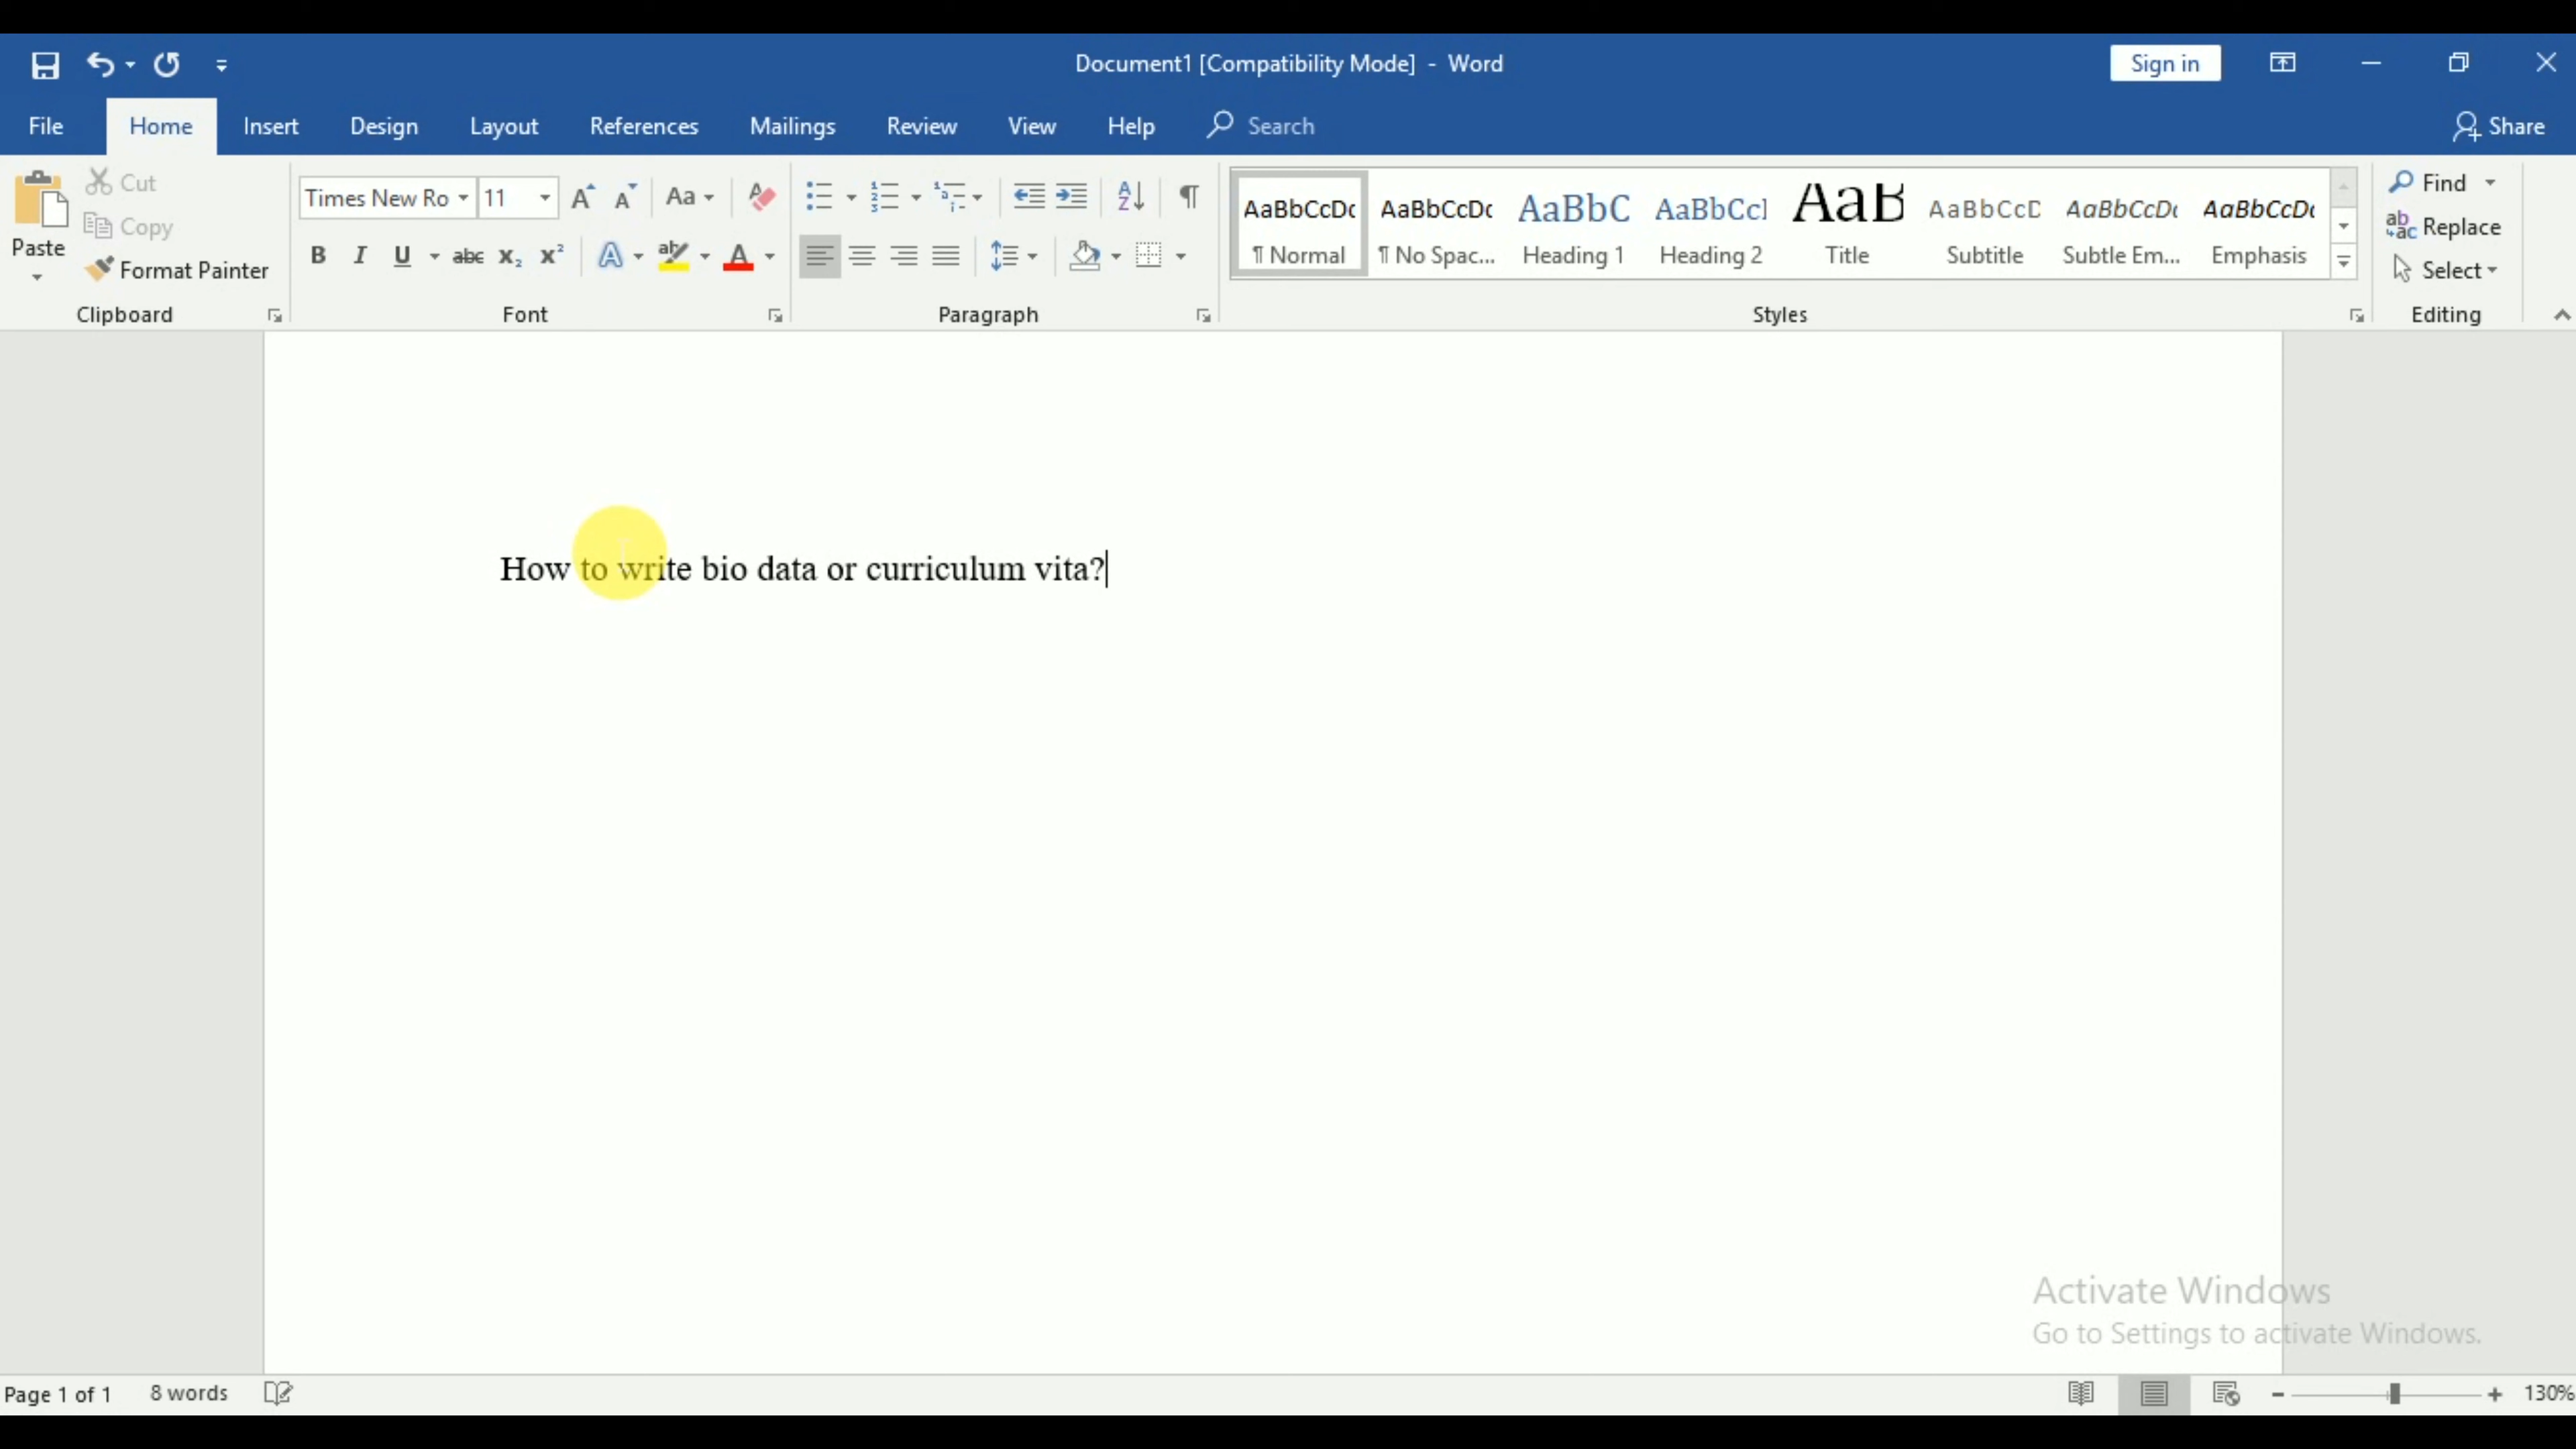 Document1 [Compatibility Mode] - Word
Sign in
File Home Insert Design Layout References Mailings Review View Help Search Share
Paste
Cut
Copy
Format Painter
Clipboard
Times New Ro 11
Aa
B I U abc x₂ x² A ab A
Font
Paragraph
AaBbCcDc AaBbCcDc AaBbC AaBbCcl AaB AaBbCcD AaBbCcDc AaBbCcDc
¶ Normal ¶ No Spac... Heading 1 Heading 2 Title Subtitle Subtle Em... Emphasis
Styles
Find
Replace
Select
Editing
How to write bio data or curriculum vita?
Activate Windows
Go to Settings to activate Windows.
Page 1 of 1 8 words 130%